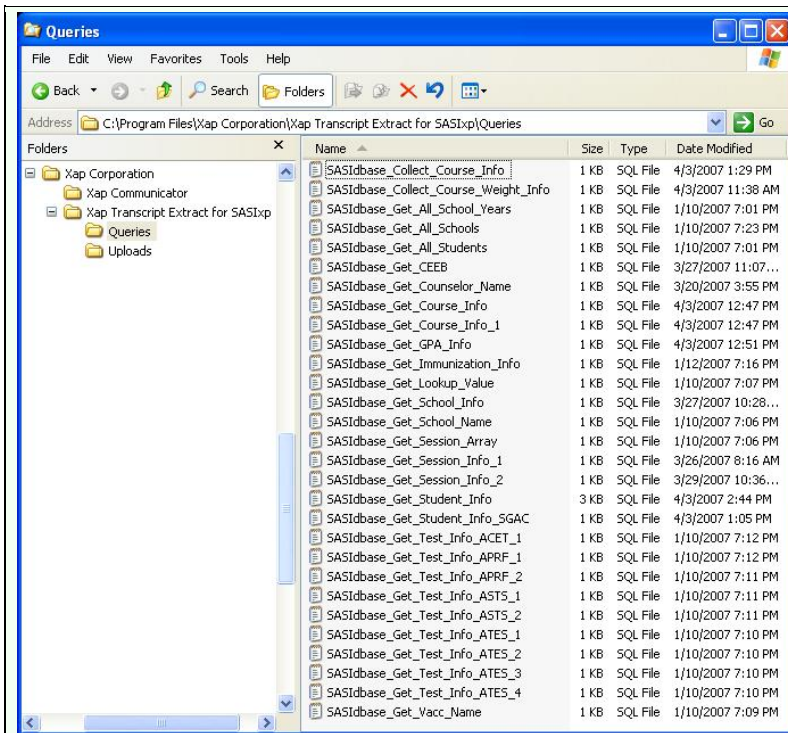 Queries
File Edit View Favorites Tools Help
Back Search Folders
Address C:\Program Files\Xap Corporation\Xap Transcript Extract for SASIxp\Queries Go
Folders X Name Size Type Date Modified
Xap Corporation SASIdbase_Collect_Course_Info 1 KB SQL File 4/3/2007 1:29 PM
Xap Communicator SASIdbase_Collect_Course_Weight_Info 1 KB SQL File 4/3/2007 11:38 AM
Xap Transcript Extract for SASIxp SASIdbase_Get_All_School_Years 1 KB SQL File 1/10/2007 7:01 PM
Queries SASIdbase_Get_All_Schools 1 KB SQL File 1/10/2007 7:23 PM
Uploads SASIdbase_Get_All_Students 1 KB SQL File 1/10/2007 7:01 PM
SASIdbase_Get_CEEB 1 KB SQL File 3/27/2007 11:07...
SASIdbase_Get_Counselor_Name 1 KB SQL File 3/20/2007 3:55 PM
SASIdbase_Get_Course_Info 1 KB SQL File 4/3/2007 12:47 PM
SASIdbase_Get_Course_Info_1 1 KB SQL File 4/3/2007 12:47 PM
SASIdbase_Get_GPA_Info 1 KB SQL File 4/3/2007 12:51 PM
SASIdbase_Get_Immunization_Info 1 KB SQL File 1/12/2007 7:16 PM
SASIdbase_Get_Lookup_Value 1 KB SQL File 1/10/2007 7:07 PM
SASIdbase_Get_School_Info 1 KB SQL File 3/27/2007 10:28...
SASIdbase_Get_School_Name 1 KB SQL File 1/10/2007 7:06 PM
SASIdbase_Get_Session_Array 1 KB SQL File 1/10/2007 7:06 PM
SASIdbase_Get_Session_Info_1 1 KB SQL File 3/26/2007 8:16 AM
SASIdbase_Get_Session_Info_2 1 KB SQL File 3/29/2007 10:36...
SASIdbase_Get_Student_Info 3 KB SQL File 4/3/2007 2:44 PM
SASIdbase_Get_Student_Info_SGAC 1 KB SQL File 4/3/2007 1:05 PM
SASIdbase_Get_Test_Info_ACET_1 1 KB SQL File 1/10/2007 7:12 PM
SASIdbase_Get_Test_Info_APRF_1 1 KB SQL File 1/10/2007 7:12 PM
SASIdbase_Get_Test_Info_APRF_2 1 KB SQL File 1/10/2007 7:11 PM
SASIdbase_Get_Test_Info_ASTS_1 1 KB SQL File 1/10/2007 7:11 PM
SASIdbase_Get_Test_Info_ASTS_2 1 KB SQL File 1/10/2007 7:11 PM
SASIdbase_Get_Test_Info_ATES_1 1 KB SQL File 1/10/2007 7:10 PM
SASIdbase_Get_Test_Info_ATES_2 1 KB SQL File 1/10/2007 7:10 PM
SASIdbase_Get_Test_Info_ATES_3 1 KB SQL File 1/10/2007 7:10 PM
SASIdbase_Get_Test_Info_ATES_4 1 KB SQL File 1/10/2007 7:10 PM
SASIdbase_Get_Vacc_Name 1 KB SQL File 1/10/2007 7:09 PM